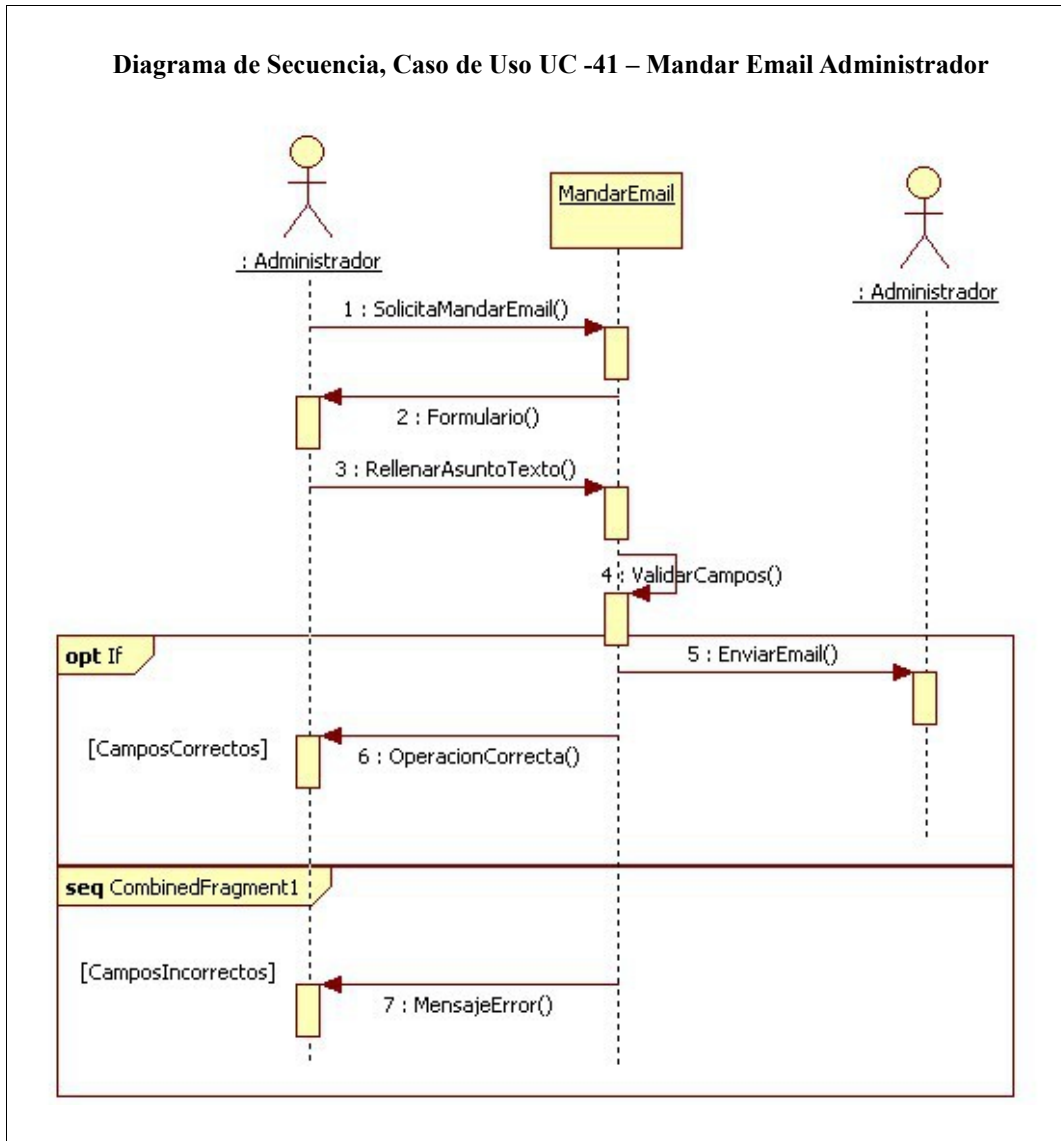 Diagrama de Secuencia, Caso de Uso UC -41 – Mandar Email Administrador
MandarEmail
: Administrador
: Administrador
1 : SolicitaMandarEmail()
2 : Formulario()
3 : RellenarAsuntoTexto()
4 : ValidarCampos()
opt If
5 : EnviarEmail()
[CamposCorrectos]
6 : OperacionCorrecta()
seq CombinedFragment1
[CamposIncorrectos]
7 : MensajeError()